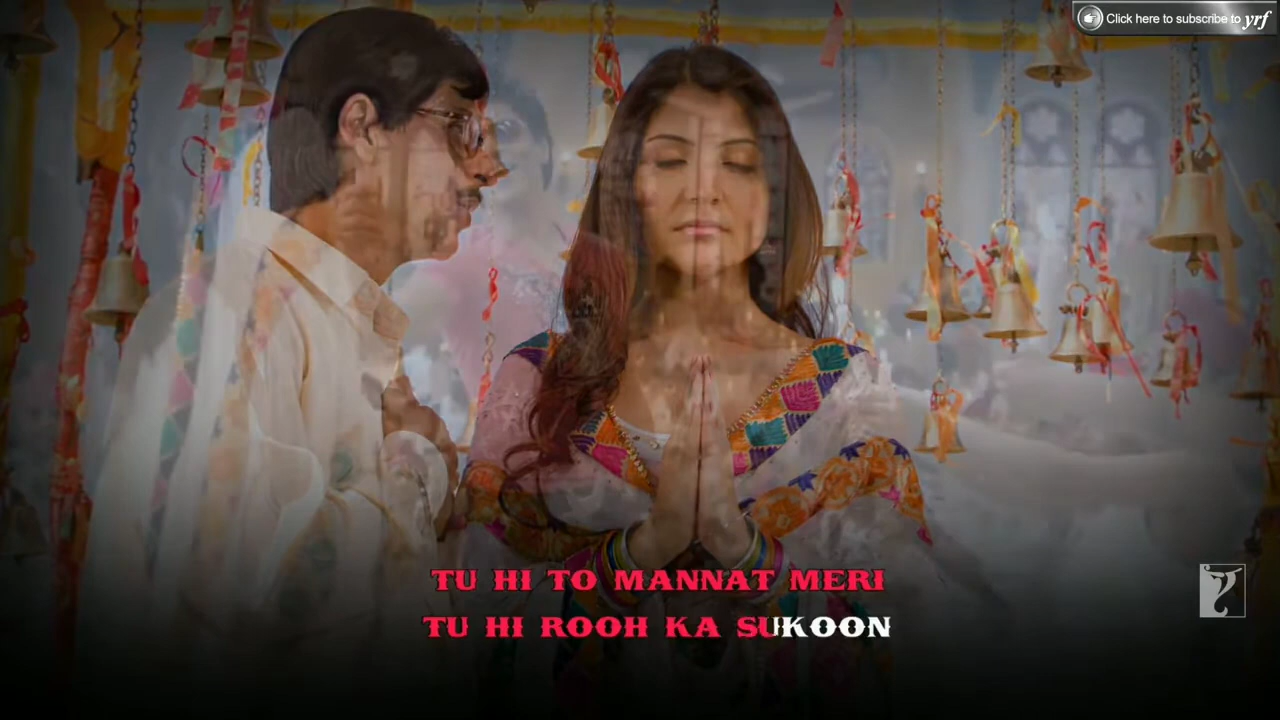 Click here to subscribe to yrf
TU HI TO MANNAT MERI
TU HI ROOH KA SUKOON